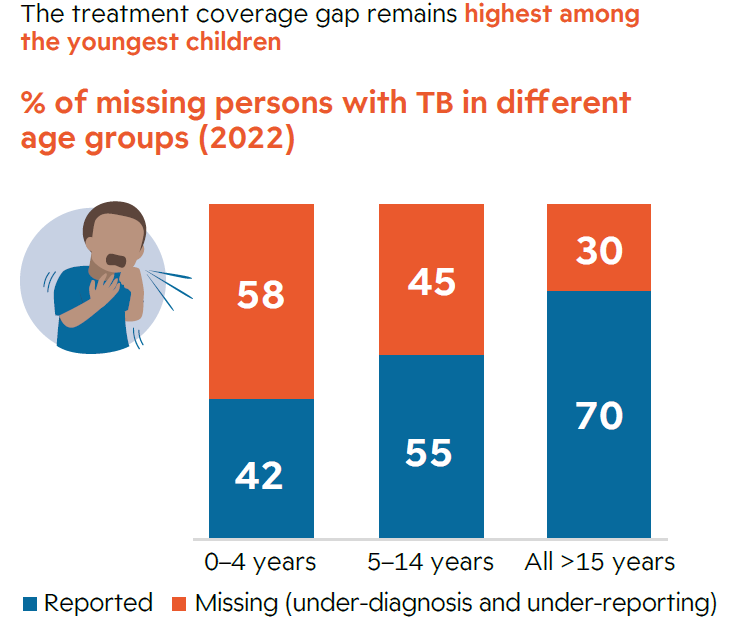 The treatment coverage gap remains highest among
the youngest children
% of missing persons with TB in different
age groups (2022)
58
45
30
42
55
70
0–4 years
5–14 years
All >15 years
Reported
Missing (under-diagnosis and under-reporting)